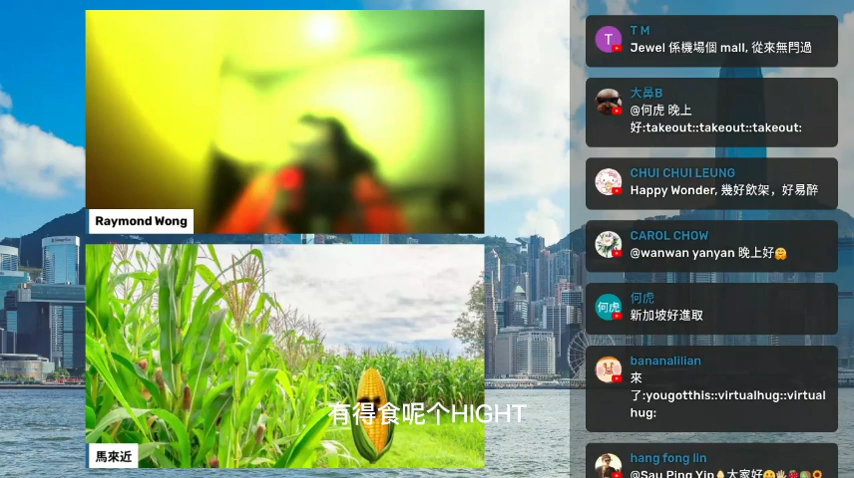 Raymond Wong
馬來近
有得食呢个HIGHT
T M
Jewel 係機場個 mall, 從來無閂過
大鼻B
@何虎 晚上
好:takeout::takeout::takeout:
CHUI CHUI LEUNG
Happy Wonder, 幾好飲架，好易醉
CAROL CHOW
@wanwan yanyan 晚上好🤗
何虎
何虎
新加坡好進取
bananalilian
來
了:yougotthis::virtualhug::virtual
hug:
hang fong lin
@Sau Ping Yip 大家好